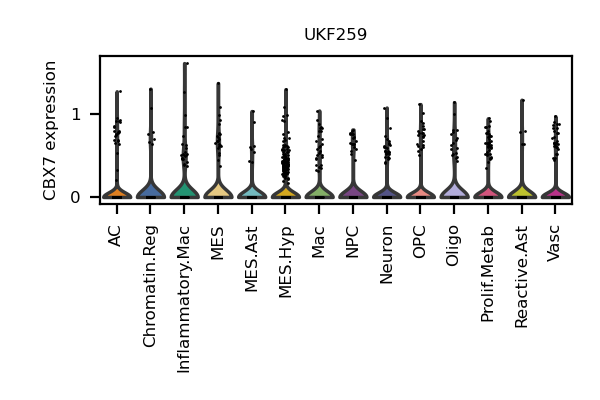 UKF259
CBX7 expression
1
0
AC
Chromatin.Reg
Inflammatory.Mac
MES
MES.Ast
MES.Hyp
Mac
NPC
Neuron
OPC
Oligo
Prolif.Metab
Reactive.Ast
Vasc